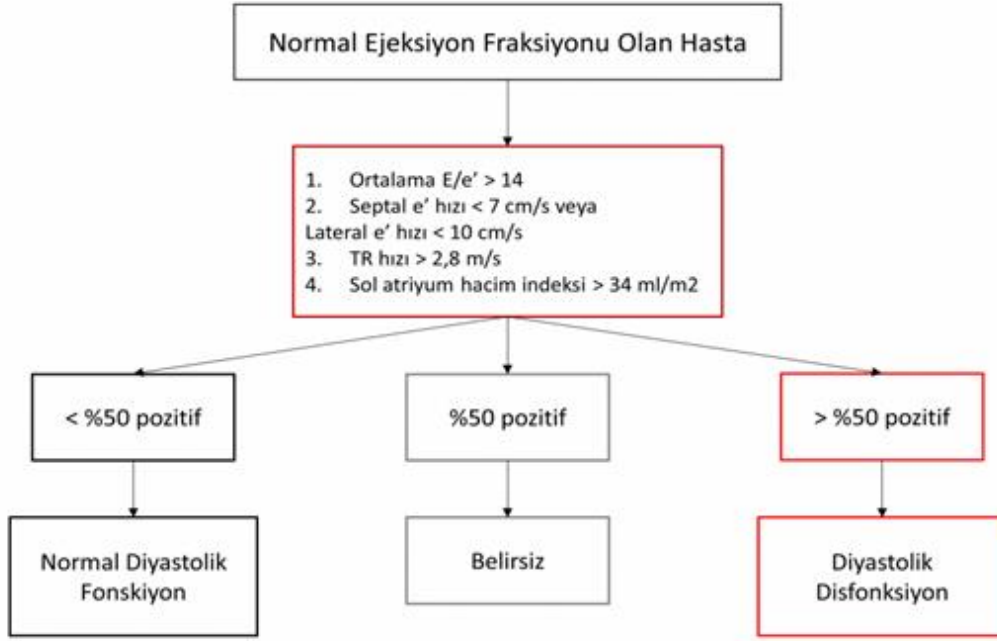 Normal Ejeksiyon Fraksiyonu Olan Hasta
1. Ortalama E/e’ > 14
2. Septal e’ hızı < 7 cm/s veya
Lateral e’ hızı < 10 cm/s
3. TR hızı > 2,8 m/s
4. Sol atriyum hacim indeksi > 34 ml/m2
< %50 pozitif
%50 pozitif
> %50 pozitif
Normal Diyastolik
Fonskiyon
Belirsiz
Diyastolik
Disfonksiyon